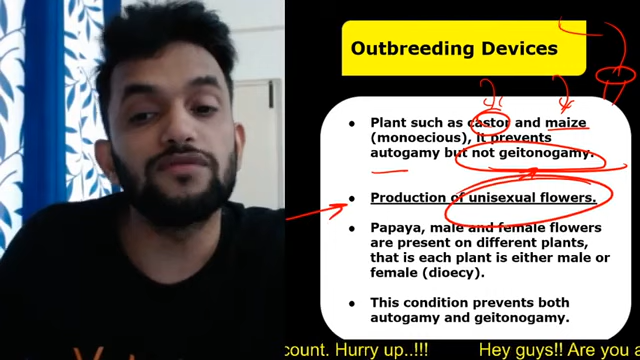 Outbreeding Devices
• Plant such as castor and maize
(monoecious), it prevents
autogamy but not geitonogamy.
• Production of unisexual flowers.
• Papaya, male and female flowers
are present on different plants,
that is each plant is either male or
female (dioecy).
• This condition prevents both
autogamy and geitonogamy.
count. Hurry up..!!! Hey guys!! Are you a